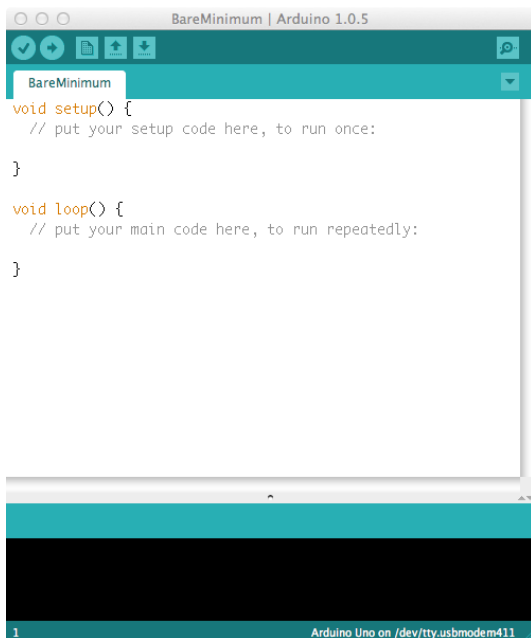 BareMinimum | Arduino 1.0.5
BareMinimum
void setup() {
  // put your setup code here, to run once:
}
void loop() {
  // put your main code here, to run repeatedly:
}
1
Arduino Uno on /dev/tty.usbmodem411